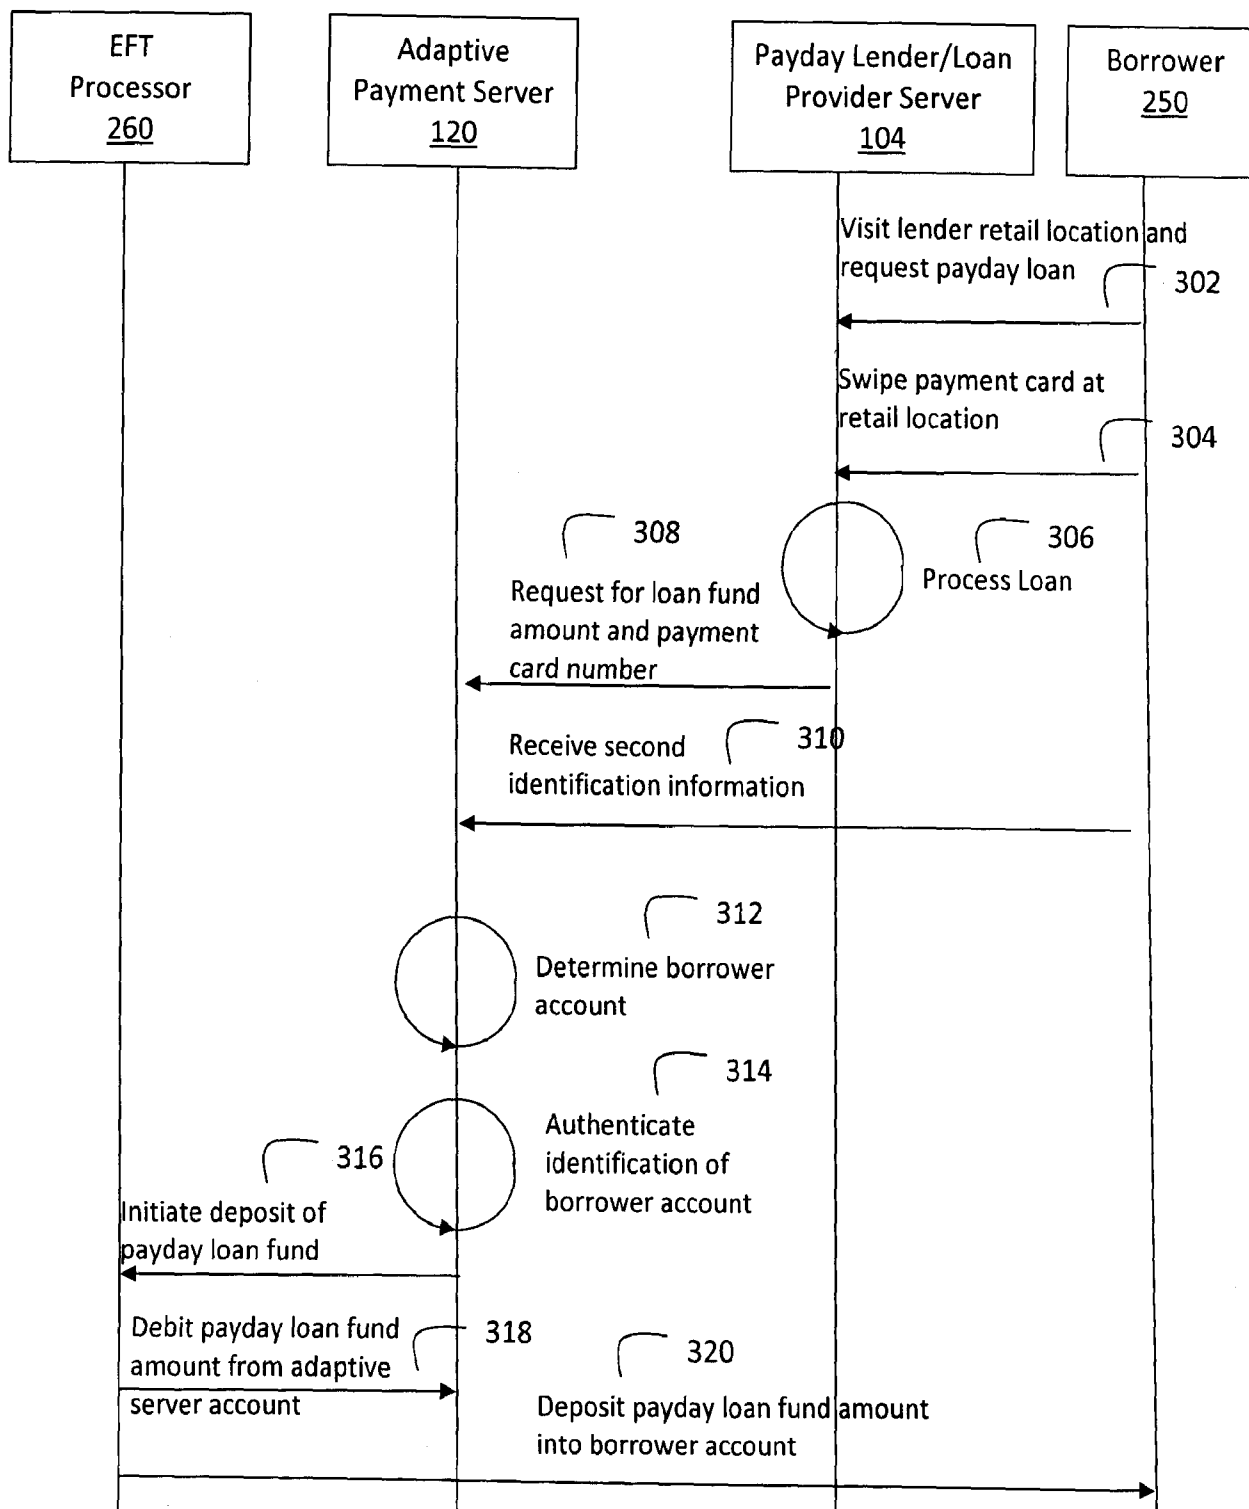 EFT
Processor
260
Adaptive
Payment Server
120
Payday Lender/Loan
Provider Server
104
Borrower
250
Visit lender retail location and
request payday loan
302
Swipe payment card at
retail location
304
306
Process Loan
308
Request for loan fund
amount and payment
card number
310
Receive second
identification information
312
Determine borrower
account
314
Authenticate
identification of
borrower account
316
Initiate deposit of
payday loan fund
318
Debit payday loan fund
amount from adaptive
server account
320
Deposit payday loan fund amount
into borrower account